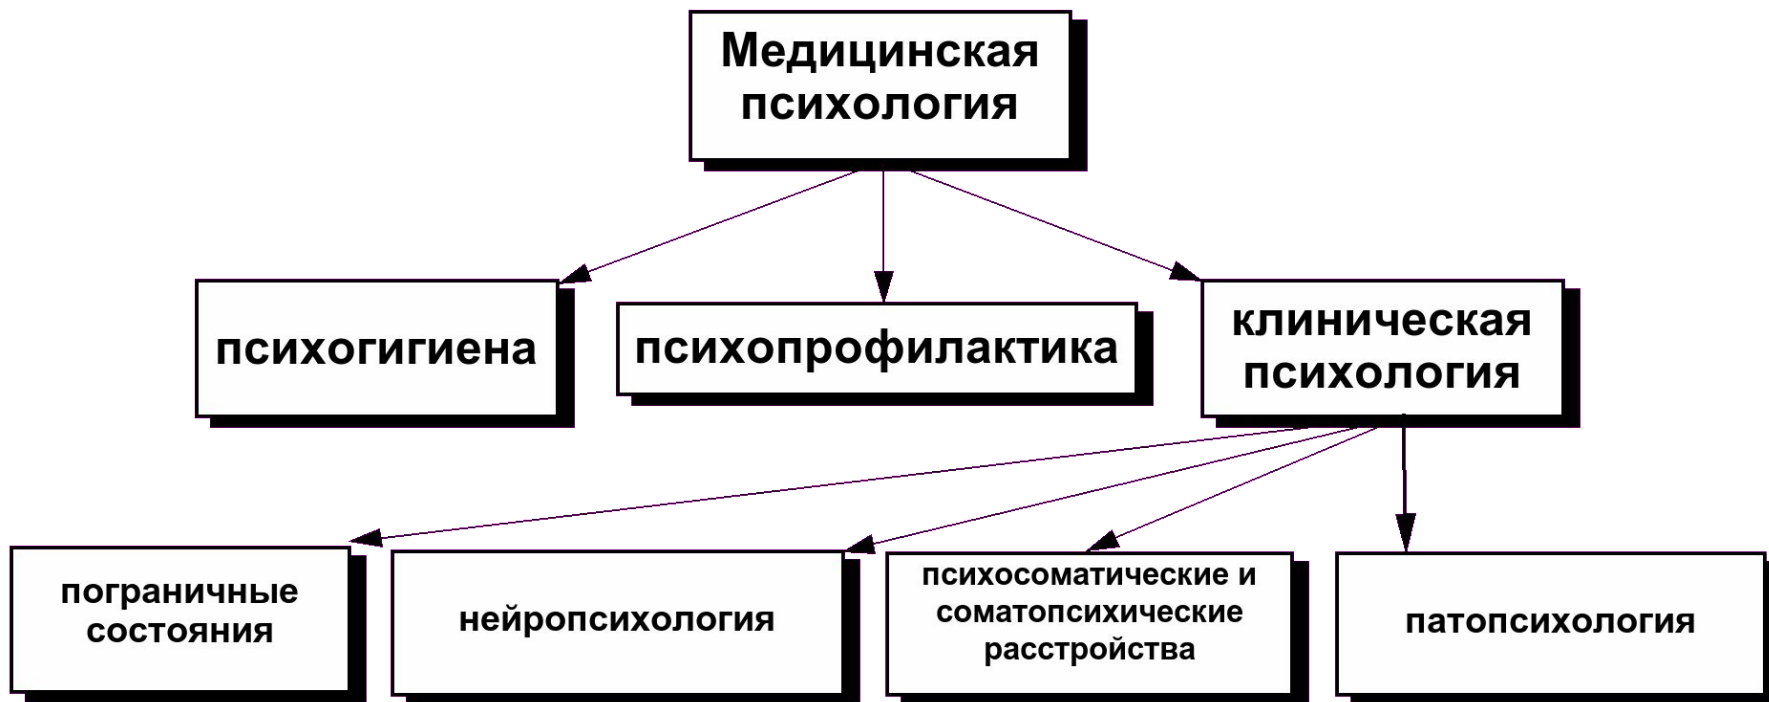 Медицинская
психология
психогигиена
психопрофилактика
клиническая
психология
пограничные
состояния
нейропсихология
психосоматические и
соматопсихические
расстройства
патопсихология